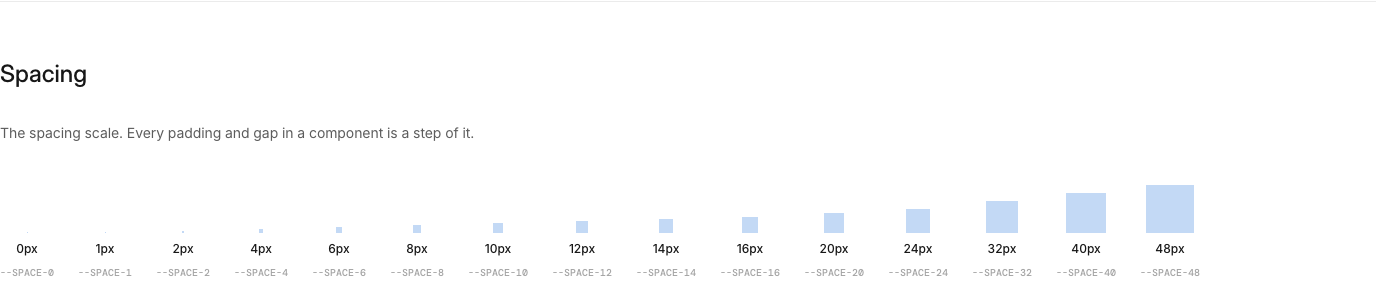 Spacing
The spacing scale. Every padding and gap in a component is a step of it.
0px 1px 2px 4px 6px 8px 10px 12px 14px 16px 20px 24px 32px 40px 48px
--SPACE-0 --SPACE-1 --SPACE-2 --SPACE-4 --SPACE-6 --SPACE-8 --SPACE-10 --SPACE-12 --SPACE-14 --SPACE-16 --SPACE-20 --SPACE-24 --SPACE-32 --SPACE-40 --SPACE-48